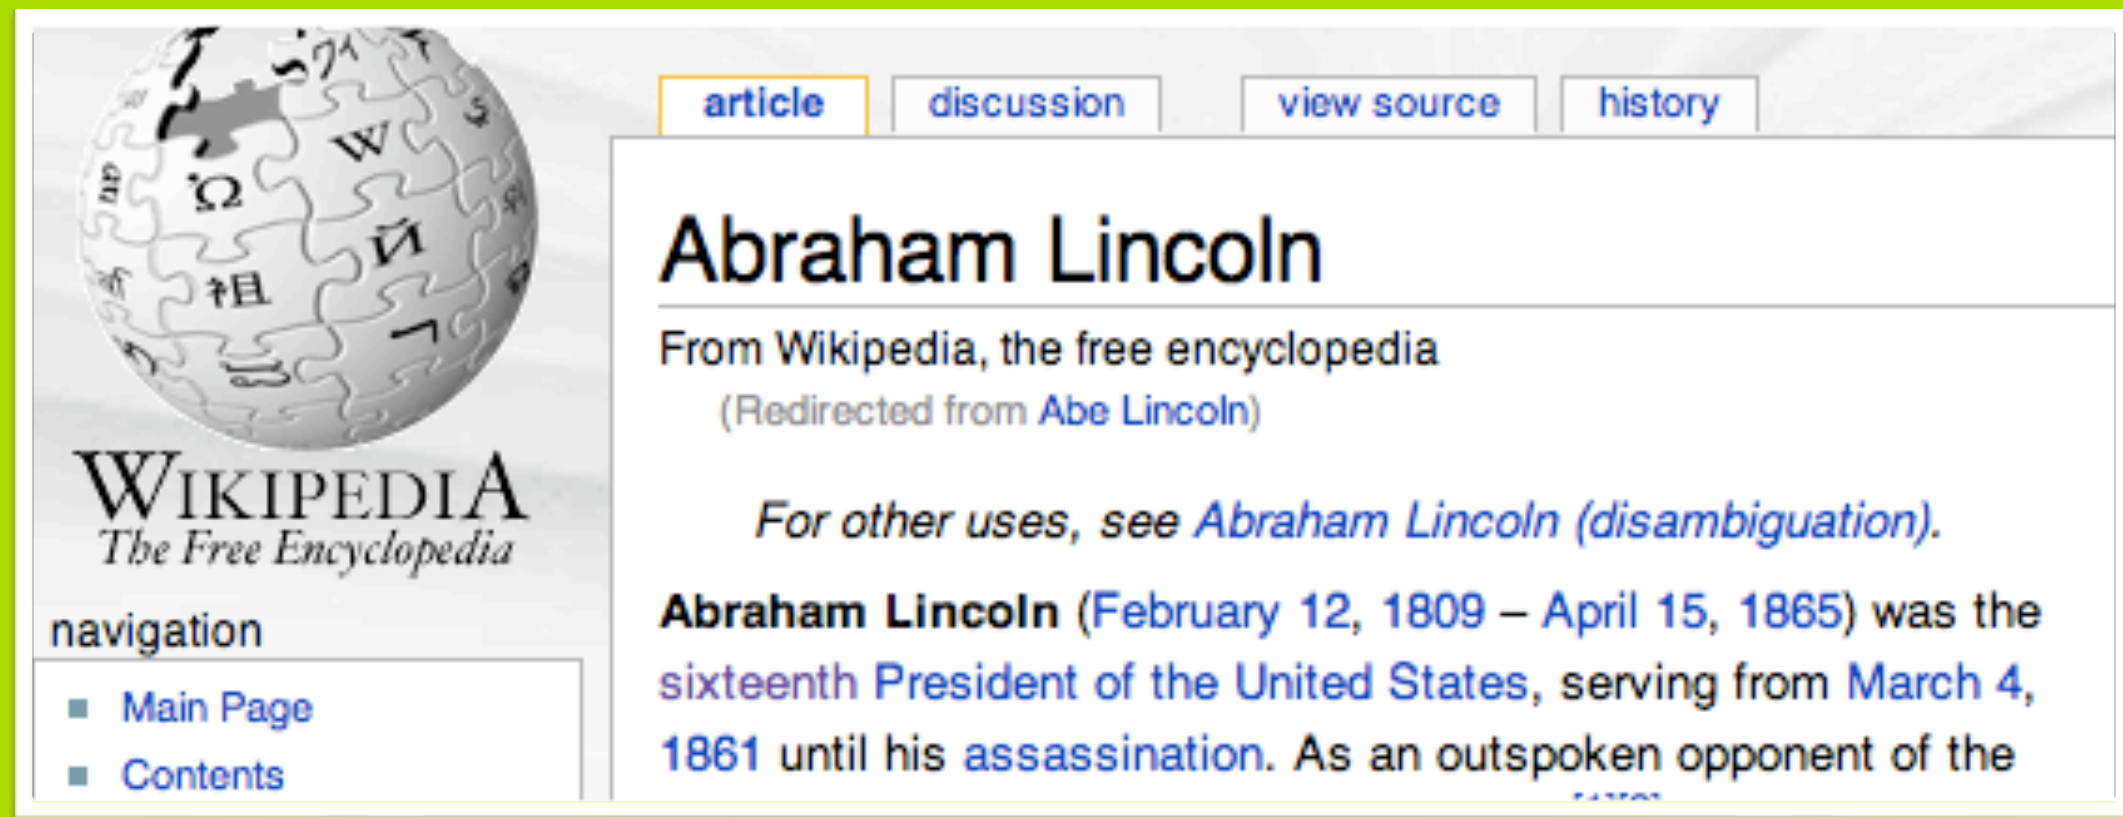 WIKIPEDIA
The Free Encyclopedia
navigation
Main Page
Contents
article discussion view source history
Abraham Lincoln
From Wikipedia, the free encyclopedia
(Redirected from Abe Lincoln)
For other uses, see Abraham Lincoln (disambiguation).
Abraham Lincoln (February 12, 1809 – April 15, 1865) was the
sixteenth President of the United States, serving from March 4,
1861 until his assassination. As an outspoken opponent of the